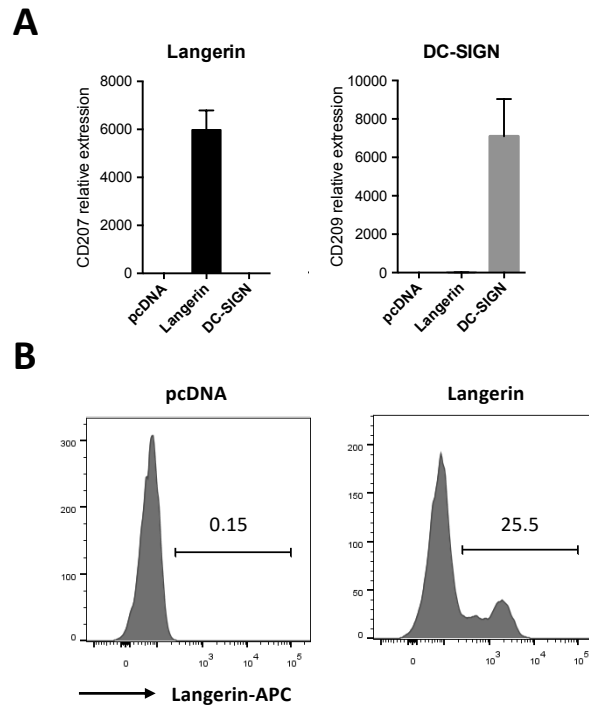 A
Langerin
CD207 relative extression
8000
6000
4000
2000
0
pcDNA
Langerin
DC-SIGN
DC-SIGN
CD209 relative extression
10000
8000
6000
4000
2000
0
pcDNA
Langerin
DC-SIGN
B
pcDNA
300
200
100
0
0.15
0 10³ 10⁴ 10⁵
Langerin
200
150
100
50
0
25.5
0 10³ 10⁴ 10⁵
Langerin-APC